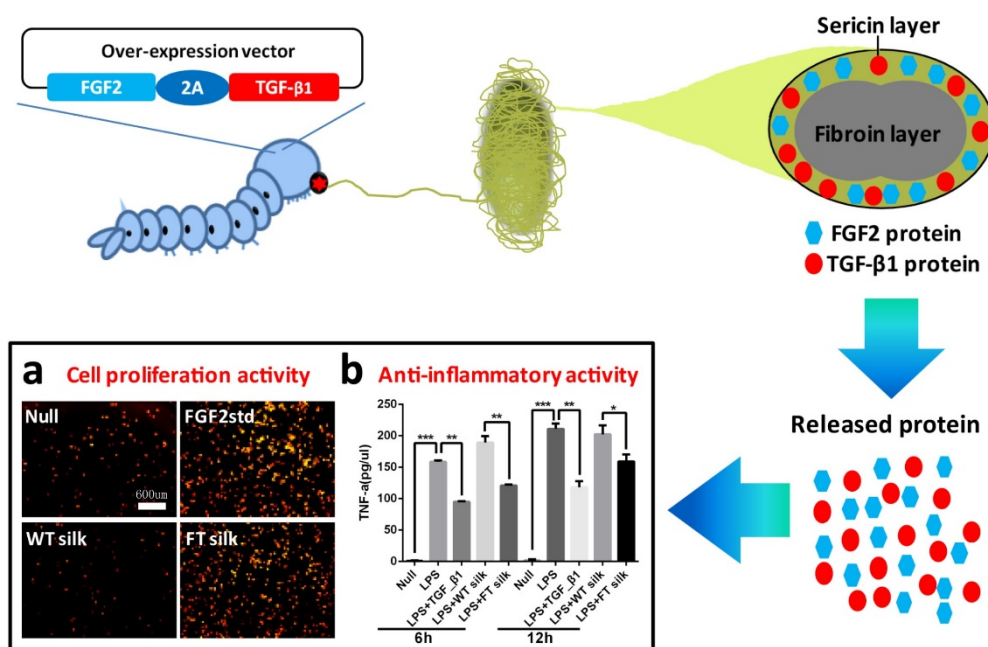 Over-expression vector
FGF2 2A TGF-β1
Sericin layer
Fibroin layer
FGF2 protein
TGF-β1 protein
Released protein
a Cell proliferation activity
Null FGF2std
600um
WT silk FT silk
b Anti-inflammatory activity
TNF-a(pg/ul)
250
200
150
100
50
0
*** ** ** *** ** *
Null LPS LPS+TGF_β1 LPS+WT silk LPS+FT silk Null LPS LPS+TGF_β1 LPS+WT silk LPS+FT silk
6h 12h